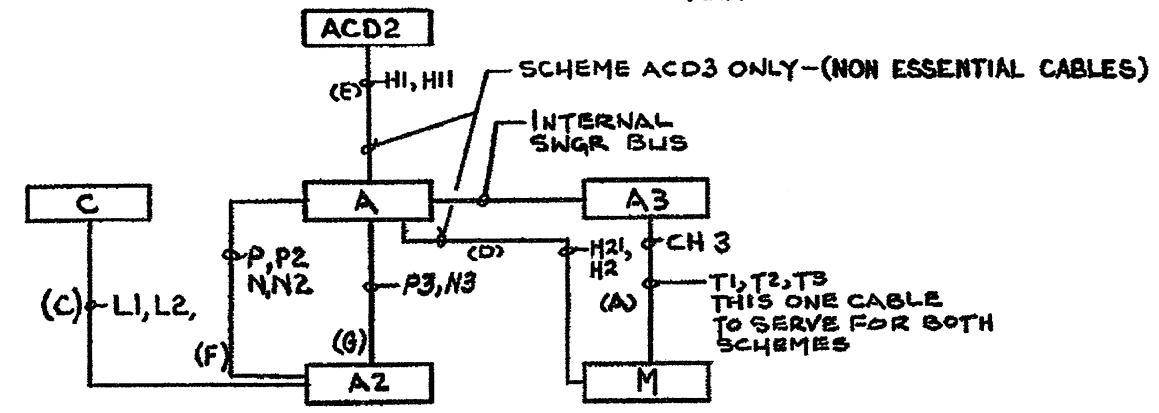 ACD2
(E)
H1, H11
SCHEME ACD3 ONLY-(NON ESSENTIAL CABLES)
INTERNAL
SWGR BUS
C
A
A3
(D)
H21,
H2
CH 3
P, P2
N, N2
P3, N3
(C)
L1, L2,
(A)
T1, T2, T3
THIS ONE CABLE
TO SERVE FOR BOTH
SCHEMES
(F)
(G)
A2
M